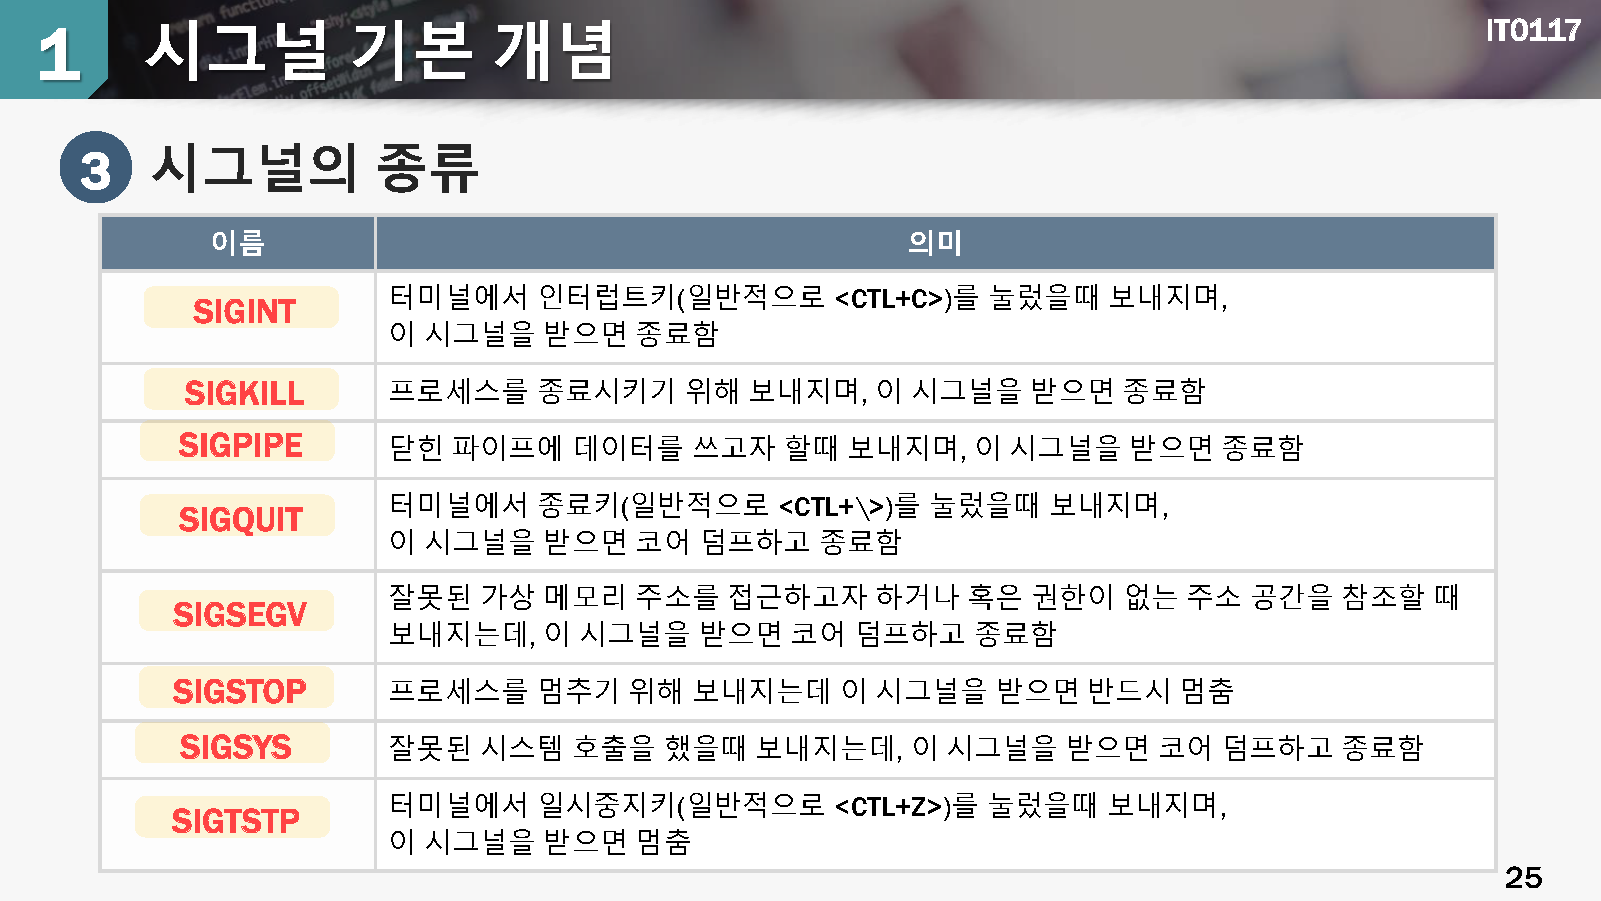 1
시그널 기본 개념
IT0117
3 시그널의 종류
이름 의미
SIGINT
터미널에서 인터럽트키(일반적으로 <CTL+C>)를 눌렀을때 보내지며,
이 시그널을 받으면 종료함
SIGKILL
프로세스를 종료시키기 위해 보내지며, 이 시그널을 받으면 종료함
SIGPIPE
닫힌 파이프에 데이터를 쓰고자 할때 보내지며, 이 시그널을 받으면 종료함
SIGQUIT
터미널에서 종료키(일반적으로 <CTL+\>)를 눌렀을때 보내지며,
이 시그널을 받으면 코어 덤프하고 종료함
SIGSEGV
잘못된 가상 메모리 주소를 접근하고자 하거나 혹은 권한이 없는 주소 공간을 참조할 때
보내지는데, 이 시그널을 받으면 코어 덤프하고 종료함
SIGSTOP
프로세스를 멈추기 위해 보내지는데 이 시그널을 받으면 반드시 멈춤
SIGSYS
잘못된 시스템 호출을 했을때 보내지는데, 이 시그널을 받으면 코어 덤프하고 종료함
SIGTSTP
터미널에서 일시중지키(일반적으로 <CTL+Z>)를 눌렀을때 보내지며,
이 시그널을 받으면 멈춤
25